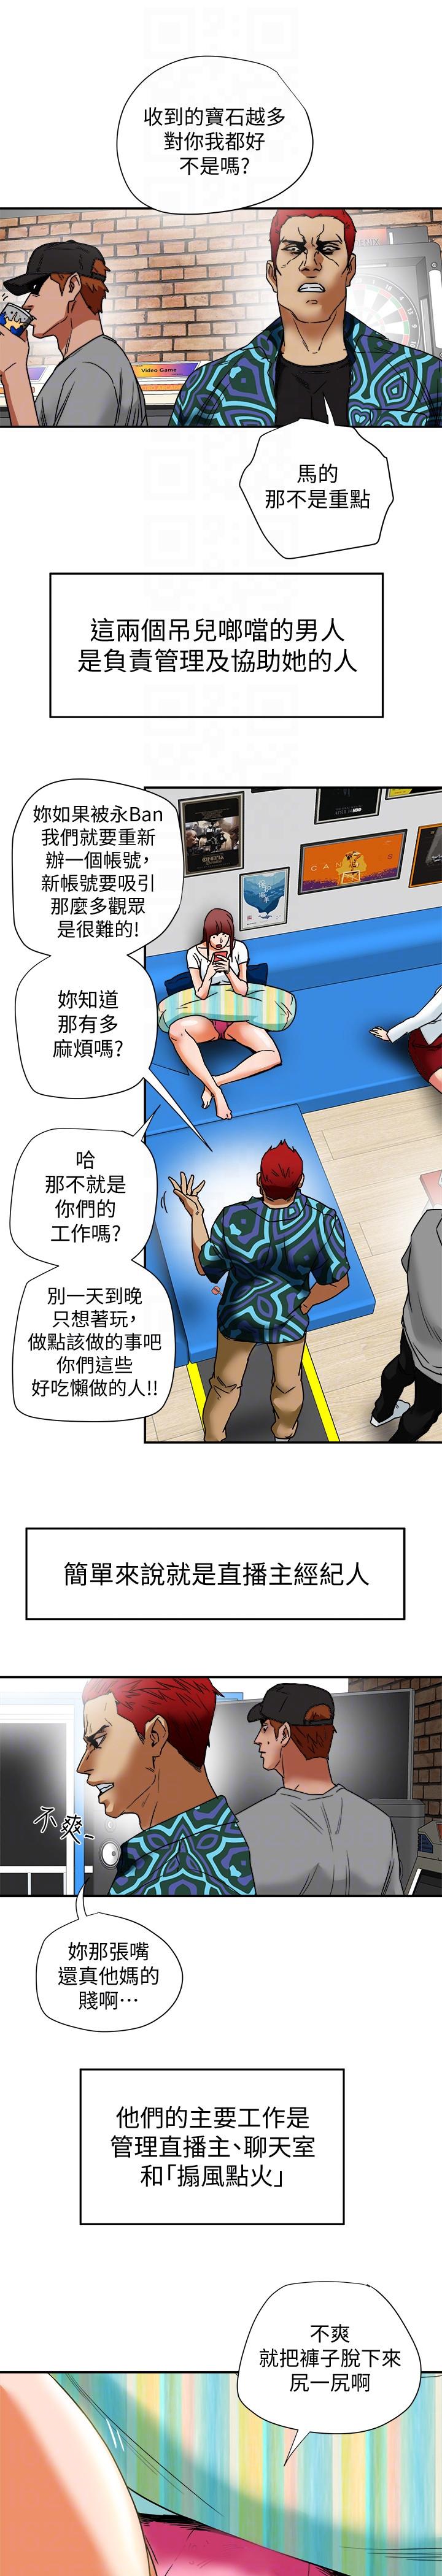 收到的寶石越多
對你我都好
不是嗎?
Video Game
馬的
那不是重點
這兩個吊兒啷噹的男人
是負責管理及協助她的人
妳如果被永Ban
我們就要重新
辦一個帳號,
新帳號要吸引
那麼多觀眾
是很難的!
CANNES
妳知道
那有多
麻煩嗎?
哈
那不就是
你們的
工作嗎?
別一天到晚
只想著玩,
做點該做的事吧
你們這些
好吃懶做的人!!
簡單來說就是直播主經紀人
不爽~
妳那張嘴
還真他媽的
賤啊⋯
他們的主要工作是
管理直播主、聊天室
和「搧風點火」
不爽
就把褲子脫下來
尻一尻啊